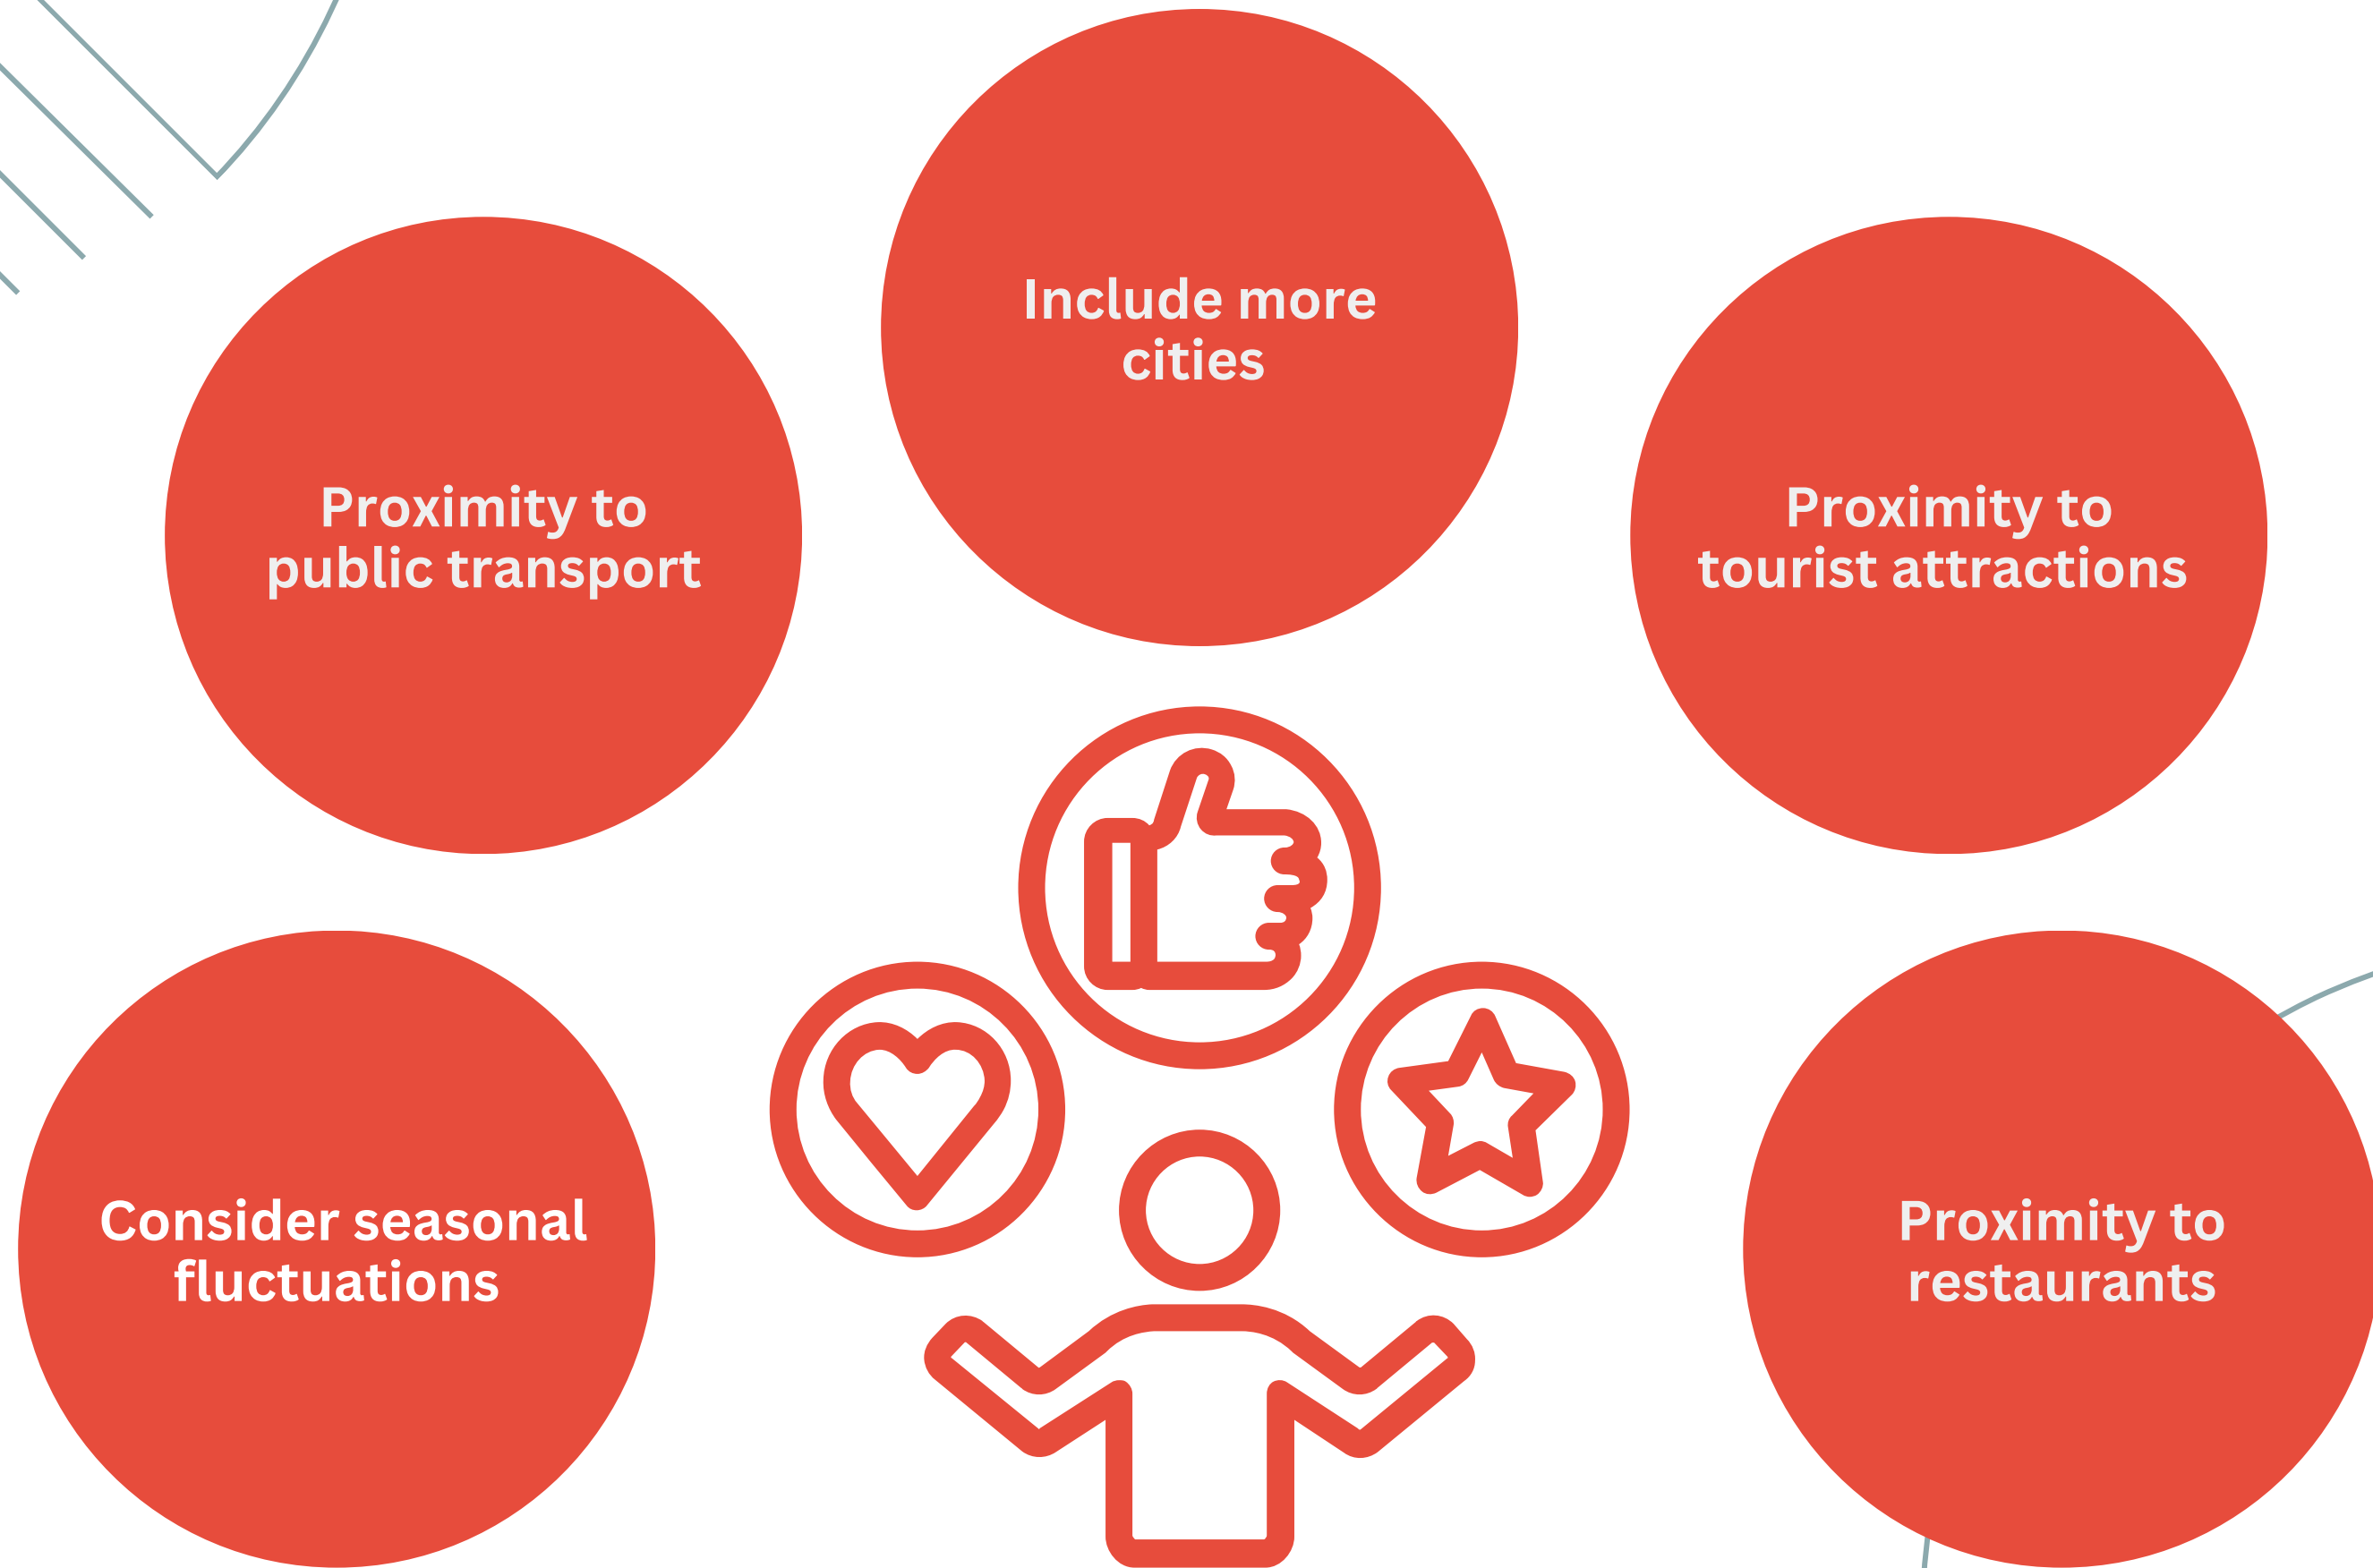 Include more
cities
Proximity to
public transport
Proximity to
tourist attractions
Consider seasonal
fluctuations
Proximity to
restaurants